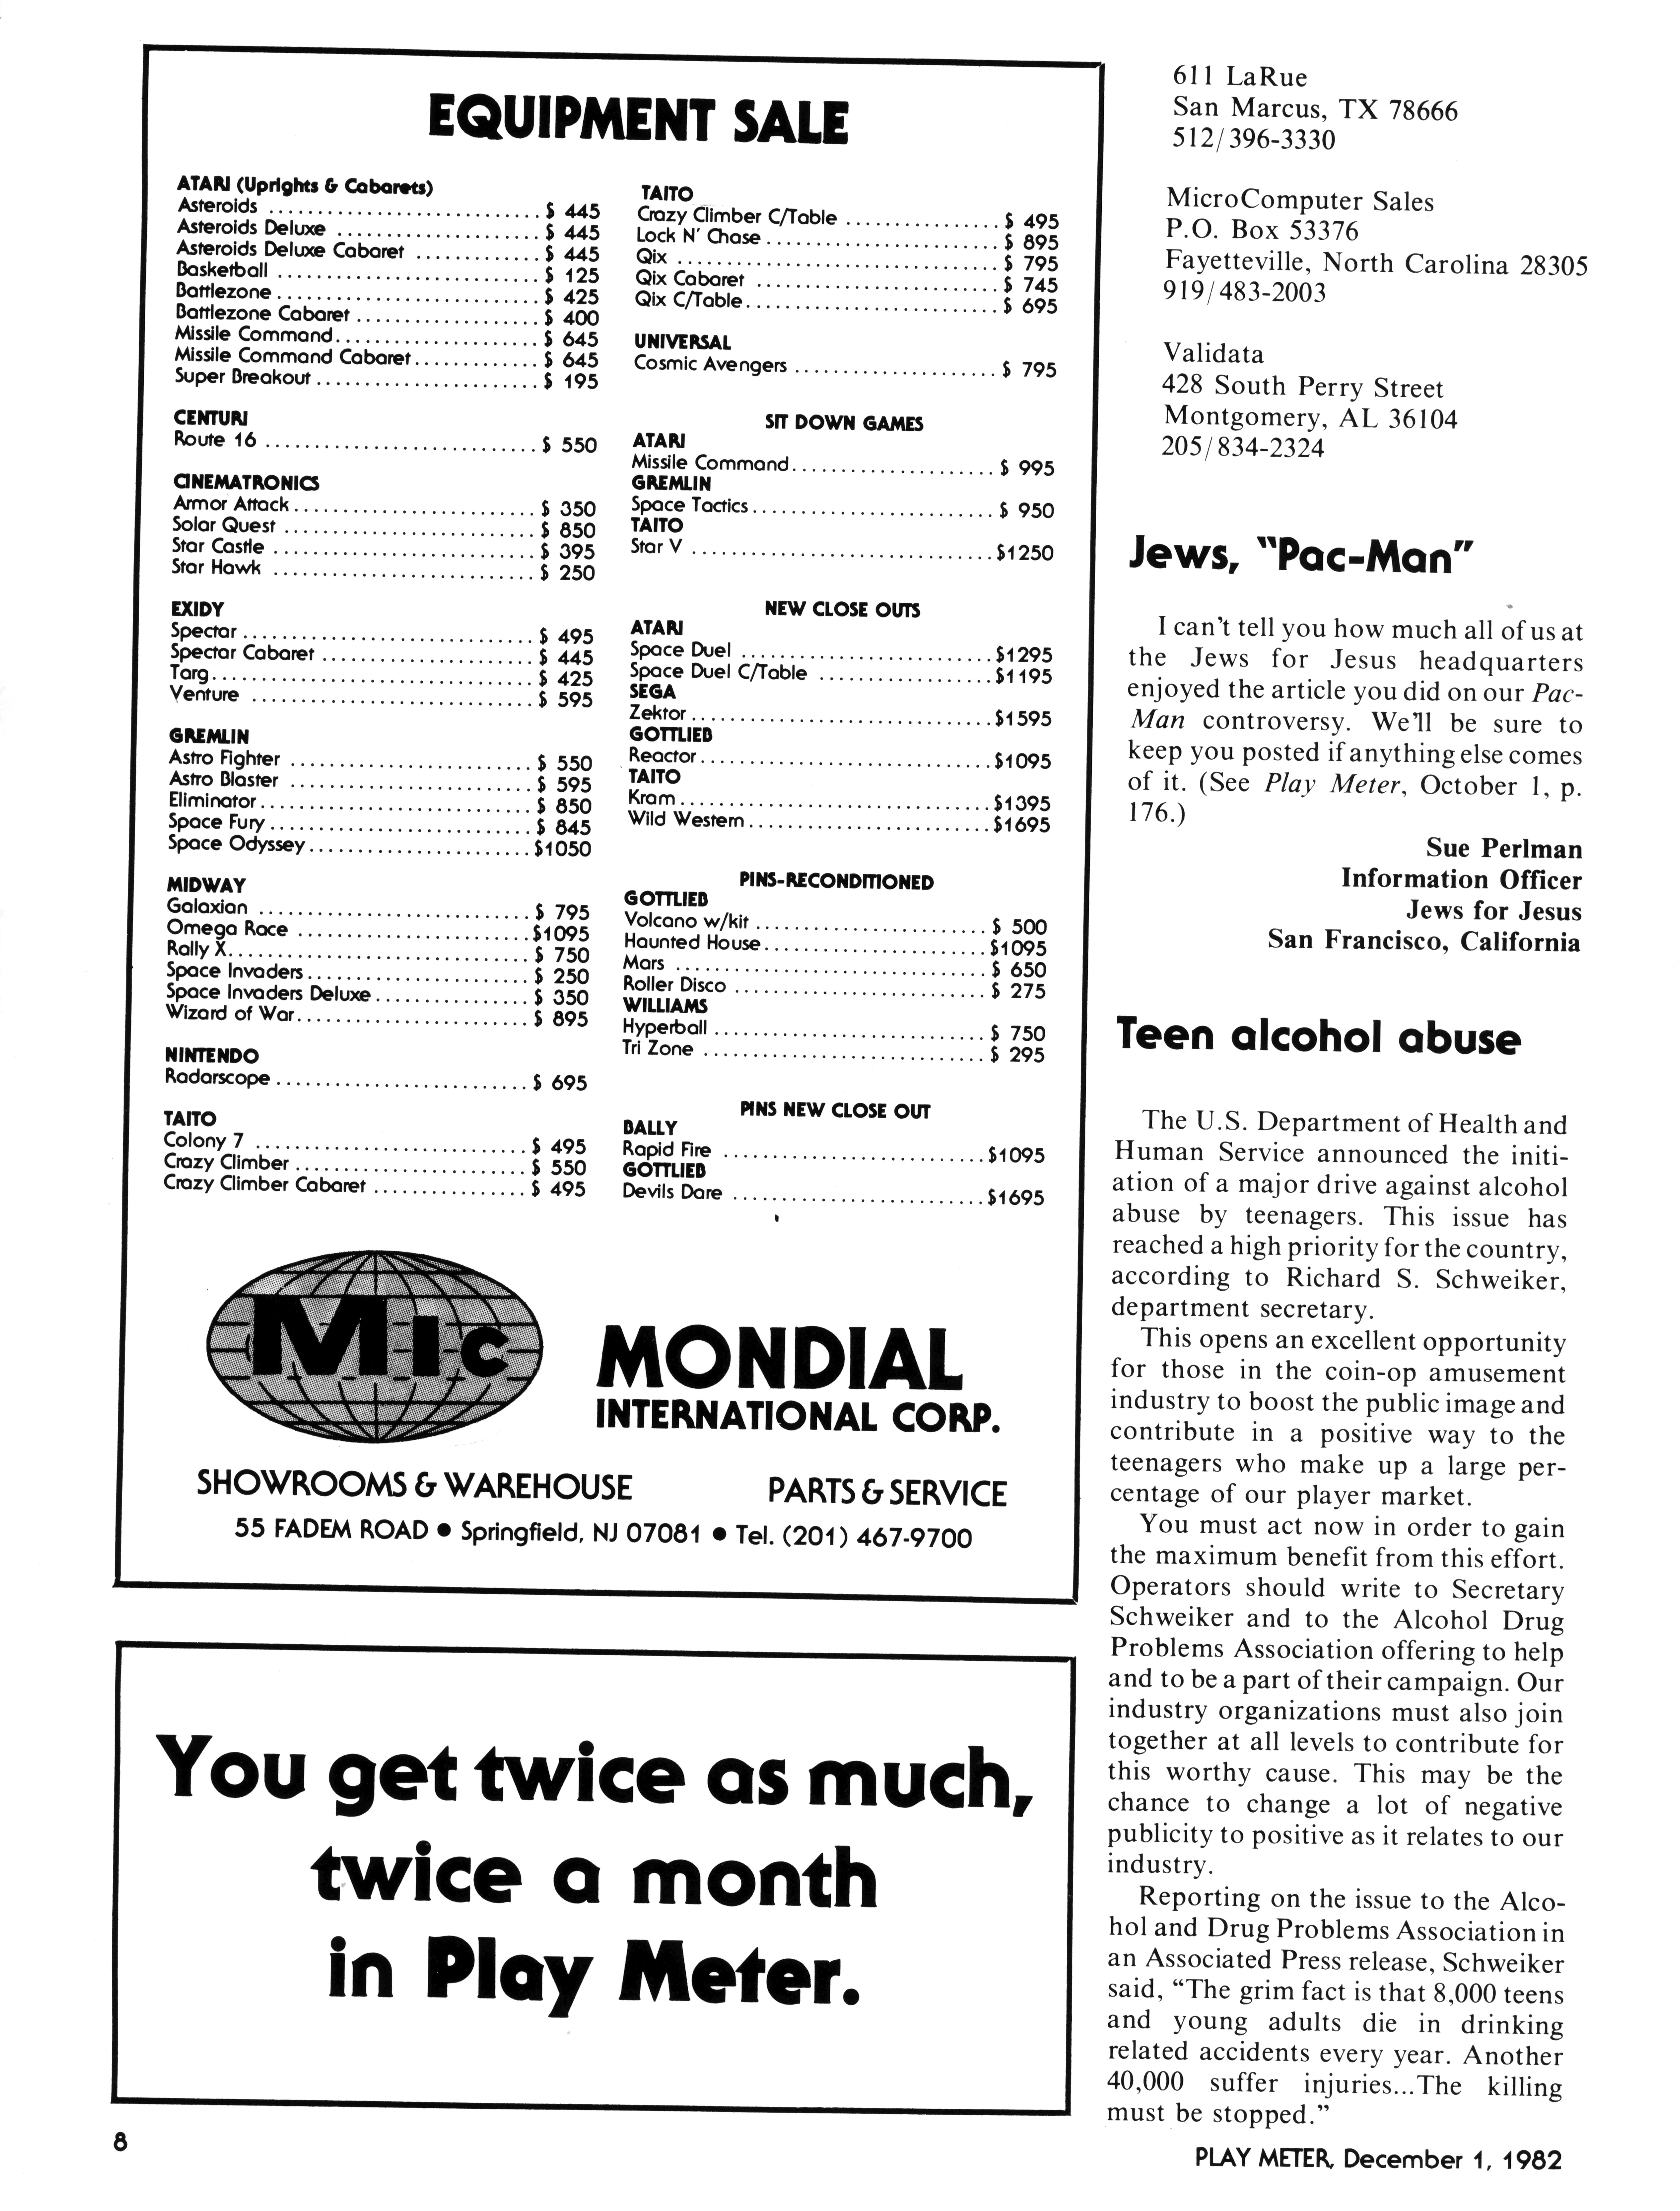 EQUIPMENT SALE
ATARI (Uprights & Cabarets)
Asteroids ............................ $ 445
Asteroids Deluxe ..................... $ 445
Asteroids Deluxe Cabaret ............. $ 445
Basketball ........................... $ 125
Battlezone ........................... $ 425
Battlezone Cabaret ................... $ 400
Missile Command ..................... $ 645
Missile Command Cabaret ............. $ 645
Super Breakout ....................... $ 195
CENTURI
Route 16 ............................ $ 550
CINEMATRONICS
Armor Attack ......................... $ 350
Solar Quest .......................... $ 850
Star Castle ........................... $ 395
Star Hawk ........................... $ 250
EXIDY
Spectar .............................. $ 495
Spectar Cabaret ...................... $ 445
Targ ................................. $ 425
Venture ............................. $ 595
GREMLIN
Astro Fighter ......................... $ 550
Astro Blaster ......................... $ 595
Eliminator ............................ $ 850
Space Fury ........................... $ 845
Space Odyssey ....................... $1050
MIDWAY
Galaxian ............................ $ 795
Omega Race ........................ $1095
Rally X ............................... $ 750
Space Invaders ....................... $ 250
Space Invaders Deluxe ................ $ 350
Wizard of War ........................ $ 895
NINTENDO
Radarscope .......................... $ 695
TAITO
Colony 7 ............................ $ 495
Crazy Climber ........................ $ 550
Crazy Climber Cabaret ................ $ 495
TAITO
Crazy Climber C/Table ................ $ 495
Lock N' Chase ........................ $ 895
Qix ................................. $ 795
Qix Cabaret ......................... $ 745
Qix C/Table .......................... $ 695
UNIVERSAL
Cosmic Avengers ..................... $ 795
SIT DOWN GAMES
ATARI
Missile Command ..................... $ 995
GREMLIN
Space Tactics ......................... $ 950
TAITO
Star V ............................... $1250
NEW CLOSE OUTS
ATARI
Space Duel .......................... $1295
Space Duel C/Table .................. $1195
SEGA
Zektor ............................... $1595
GOTTLIEB
Reactor .............................. $1095
TAITO
Kram ................................ $1395
Wild Western ......................... $1695
PINS-RECONDITIONED
GOTTLIEB
Volcano w/kit ........................ $ 500
Haunted House ....................... $1095
Mars ................................ $ 650
Roller Disco .......................... $ 275
WILLIAMS
Hyperball ............................ $ 750
Tri Zone ............................. $ 295
PINS NEW CLOSE OUT
BALLY
Rapid Fire ........................... $1095
GOTTLIEB
Devils Dare .......................... $1695
Mic
MONDIAL
INTERNATIONAL CORP.
SHOWROOMS & WAREHOUSE PARTS & SERVICE
55 FADEM ROAD ● Springfield, NJ 07081 ● Tel. (201) 467-9700
You get twice as much,
twice a month
in Play Meter.
611 LaRue
San Marcus, TX 78666
512/396-3330
MicroComputer Sales
P.O. Box 53376
Fayetteville, North Carolina 28305
919/483-2003
Validata
428 South Perry Street
Montgomery, AL 36104
205/834-2324
Jews, "Pac-Man"
I can't tell you how much all of us at
the Jews for Jesus headquarters
enjoyed the article you did on our Pac-
Man controversy. We'll be sure to
keep you posted if anything else comes
of it. (See Play Meter, October 1, p.
176.)
Sue Perlman
Information Officer
Jews for Jesus
San Francisco, California
Teen alcohol abuse
The U.S. Department of Health and
Human Service announced the initi-
ation of a major drive against alcohol
abuse by teenagers. This issue has
reached a high priority for the country,
according to Richard S. Schweiker,
department secretary.
This opens an excellent opportunity
for those in the coin-op amusement
industry to boost the public image and
contribute in a positive way to the
teenagers who make up a large per-
centage of our player market.
You must act now in order to gain
the maximum benefit from this effort.
Operators should write to Secretary
Schweiker and to the Alcohol Drug
Problems Association offering to help
and to be a part of their campaign. Our
industry organizations must also join
together at all levels to contribute for
this worthy cause. This may be the
chance to change a lot of negative
publicity to positive as it relates to our
industry.
Reporting on the issue to the Alco-
hol and Drug Problems Association in
an Associated Press release, Schweiker
said, "The grim fact is that 8,000 teens
and young adults die in drinking
related accidents every year. Another
40,000 suffer injuries...The killing
must be stopped."
8
PLAY METER, December 1, 1982